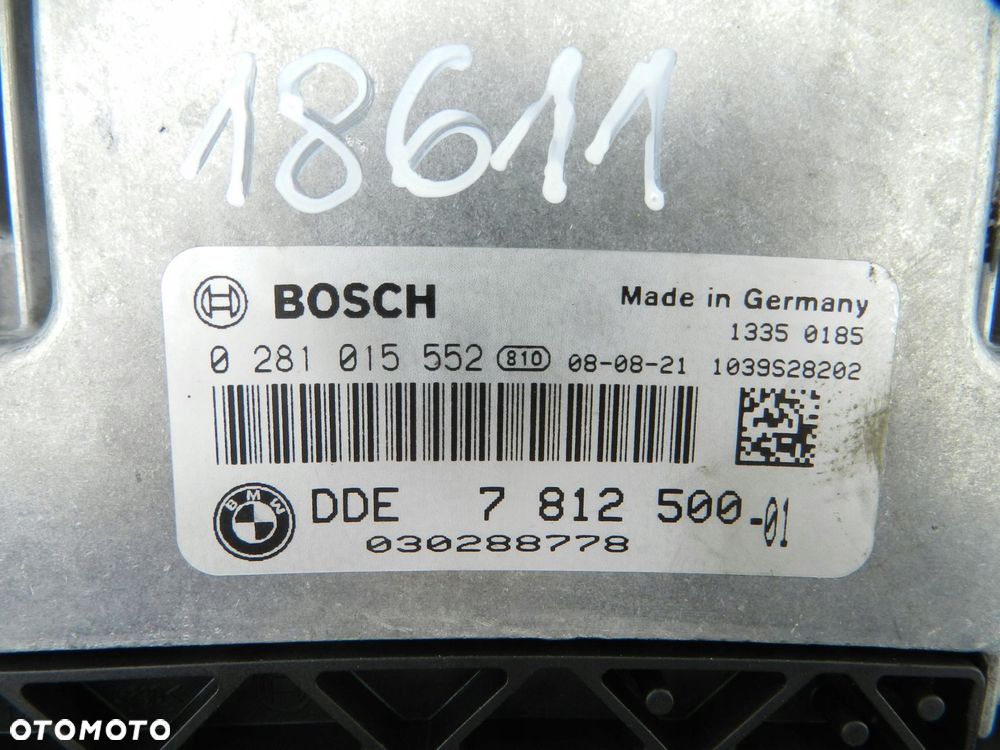 18611
BOSCH Made in Germany
1335 0185
0 281 015 552 810 08-08-21 1039S28202
BMW DDE 7 812 500-01
030288778
OTOMOTO